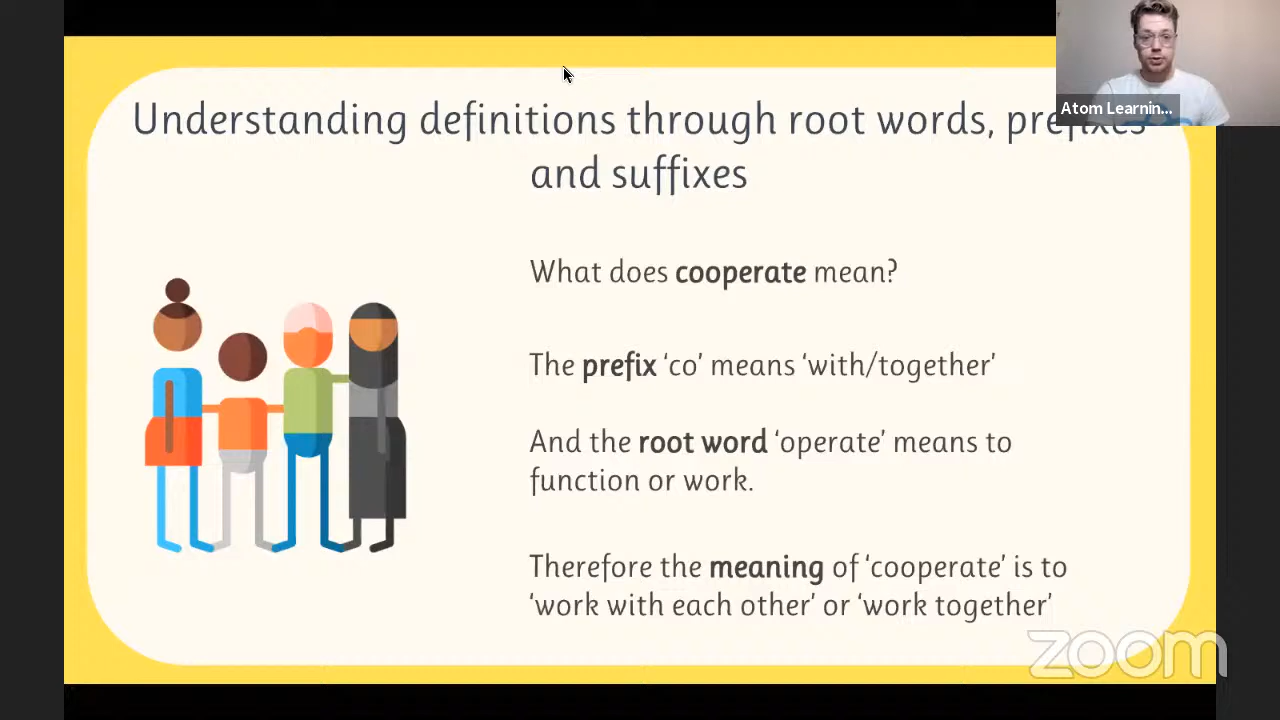 Understanding definitions through root words, prefixes
and suffixes
Atom Learnin...
What does cooperate mean?
The prefix ‘co’ means ‘with/together’
And the root word ‘operate’ means to
function or work.
Therefore the meaning of ‘cooperate’ is to
‘work with each other’ or ‘work together’
zoom